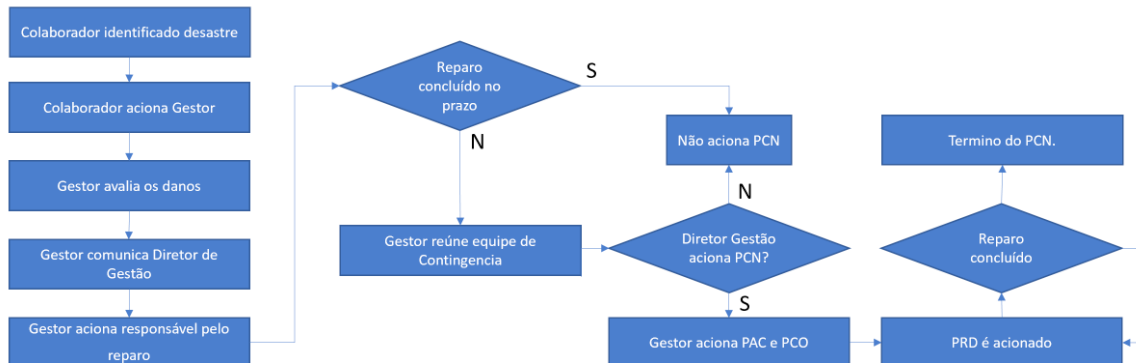 Colaborador identificado desastre
Colaborador aciona Gestor
Gestor avalia os danos
Gestor comunica Diretor de
Gestão
Gestor aciona responsável pelo
reparo
Reparo
concluído no
prazo
S
N
Não aciona PCN
Gestor reúne equipe de
Contingencia
N
Diretor Gestão
aciona PCN?
S
Gestor aciona PAC e PCO
Termino do PCN.
Reparo
concluído
PRD é acionado